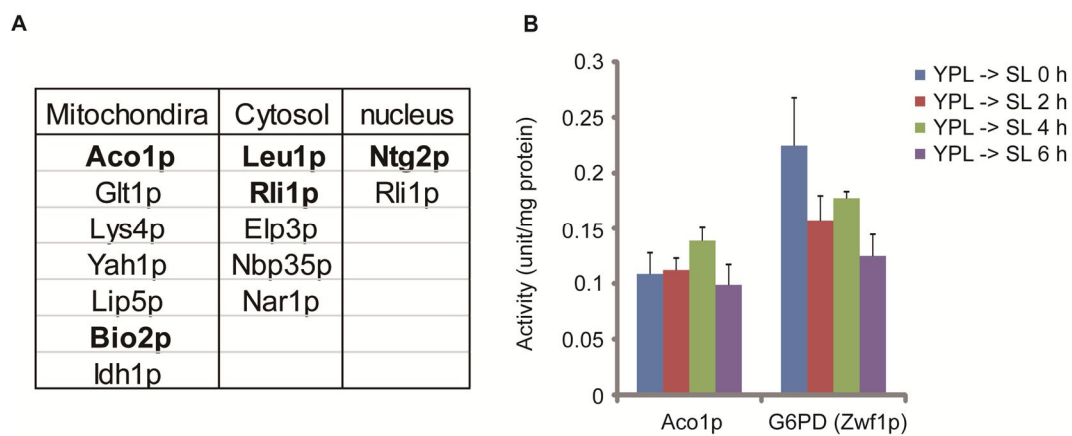 A
Mitochondira Cytosol nucleus
Aco1p Leu1p Ntg2p
Glt1p Rli1p Rli1p
Lys4p Elp3p
Yah1p Nbp35p
Lip5p Nar1p
Bio2p
Idh1p
B
Activity (unit/mg protein)
0.3
0.25
0.2
0.15
0.1
0.05
0
Aco1p G6PD (Zwf1p)
YPL -> SL 0 h
YPL -> SL 2 h
YPL -> SL 4 h
YPL -> SL 6 h